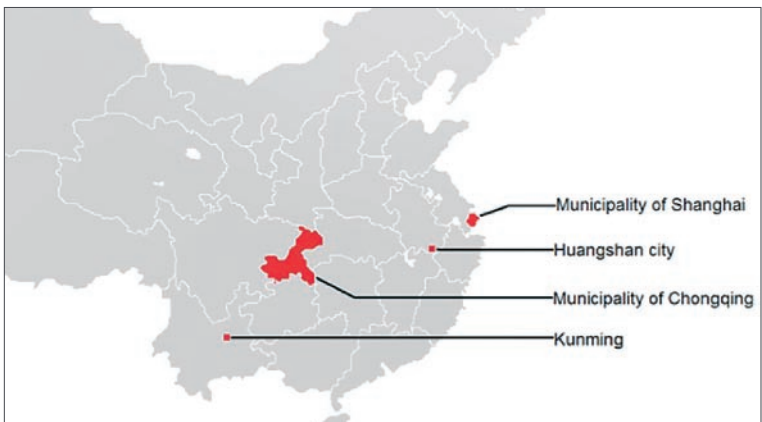 Municipality of Shanghai
Huangshan city
Municipality of Chongqing
Kunming